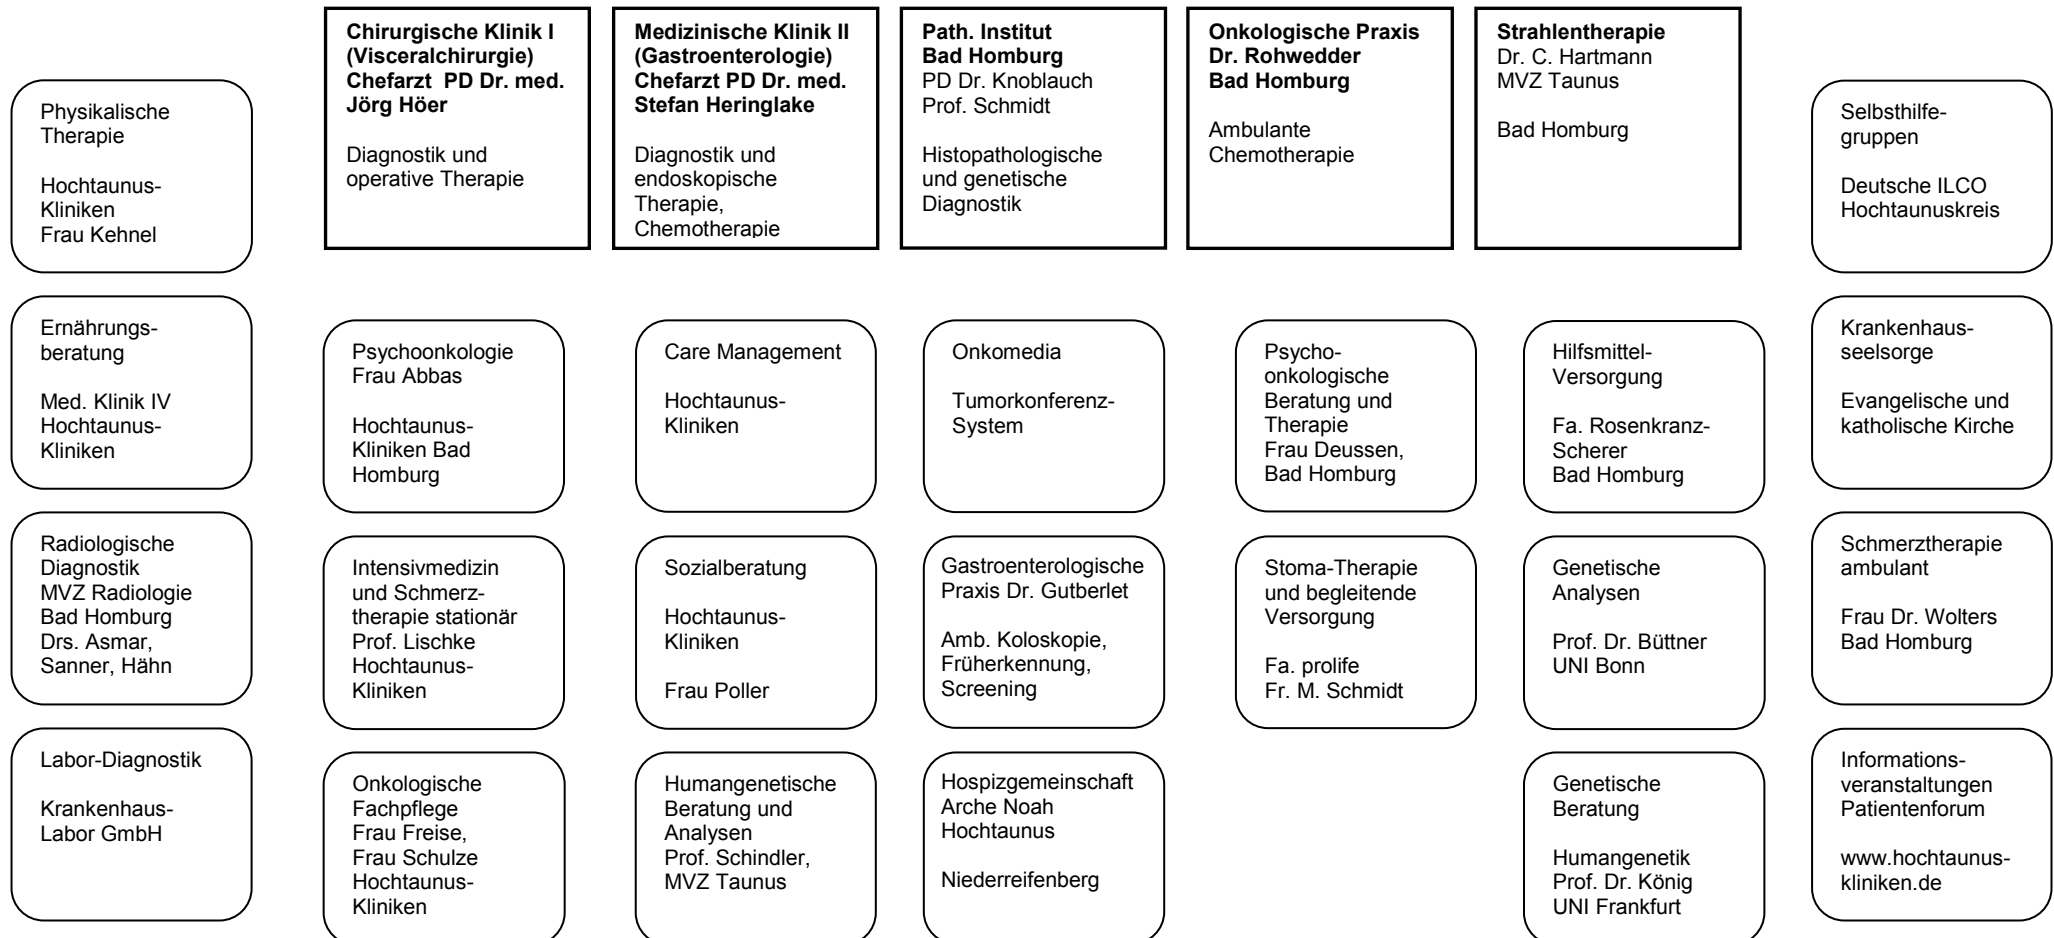 Chirurgische Klinik I
(Visceralchirurgie)
Chefarzt PD Dr. med.
Jörg Höer
Diagnostik und
operative Therapie
Medizinische Klinik II
(Gastroenterologie)
Chefarzt PD Dr. med.
Stefan Heringlake
Diagnostik und
endoskopische
Therapie,
Chemotherapie
Path. Institut
Bad Homburg
PD Dr. Knoblauch
Prof. Schmidt
Histopathologische
und genetische
Diagnostik
Onkologische Praxis
Dr. Rohwedder
Bad Homburg
Ambulante
Chemotherapie
Strahlentherapie
Dr. C. Hartmann
MVZ Taunus
Bad Homburg
Physikalische
Therapie
Hochtaunus-
Kliniken
Frau Kehnel
Selbsthilfe-
gruppen
Deutsche ILCO
Hochtaunuskreis
Ernährungs-
beratung
Med. Klinik IV
Hochtaunus-
Kliniken
Psychoonkologie
Frau Abbas
Hochtaunus-
Kliniken Bad
Homburg
Care Management
Hochtaunus-
Kliniken
Onkomedia
Tumorkonferenz-
System
Psycho-
onkologische
Beratung und
Therapie
Frau Deussen,
Bad Homburg
Hilfsmittel-
Versorgung
Fa. Rosenkranz-
Scherer
Bad Homburg
Krankenhaus-
seelsorge
Evangelische und
katholische Kirche
Radiologische
Diagnostik
MVZ Radiologie
Bad Homburg
Drs. Asmar,
Sanner, Hähn
Intensivmedizin
und Schmerz-
therapie stationär
Prof. Lischke
Hochtaunus-
Kliniken
Sozialberatung
Hochtaunus-
Kliniken
Frau Poller
Gastroenterologische
Praxis Dr. Gutberlet
Amb. Koloskopie,
Früherkennung,
Screening
Stoma-Therapie
und begleitende
Versorgung
Fa. prolife
Fr. M. Schmidt
Genetische
Analysen
Prof. Dr. Büttner
UNI Bonn
Schmerztherapie
ambulant
Frau Dr. Wolters
Bad Homburg
Labor-Diagnostik
Krankenhaus-
Labor GmbH
Onkologische
Fachpflege
Frau Freise,
Frau Schulze
Hochtaunus-
Kliniken
Humangenetische
Beratung und
Analysen
Prof. Schindler,
MVZ Taunus
Hospizgemeinschaft
Arche Noah
Hochtaunus
Niederreifenberg
Genetische
Beratung
Humangenetik
Prof. Dr. König
UNI Frankfurt
Informations-
veranstaltungen
Patientenforum
www.hochtaunus-
kliniken.de